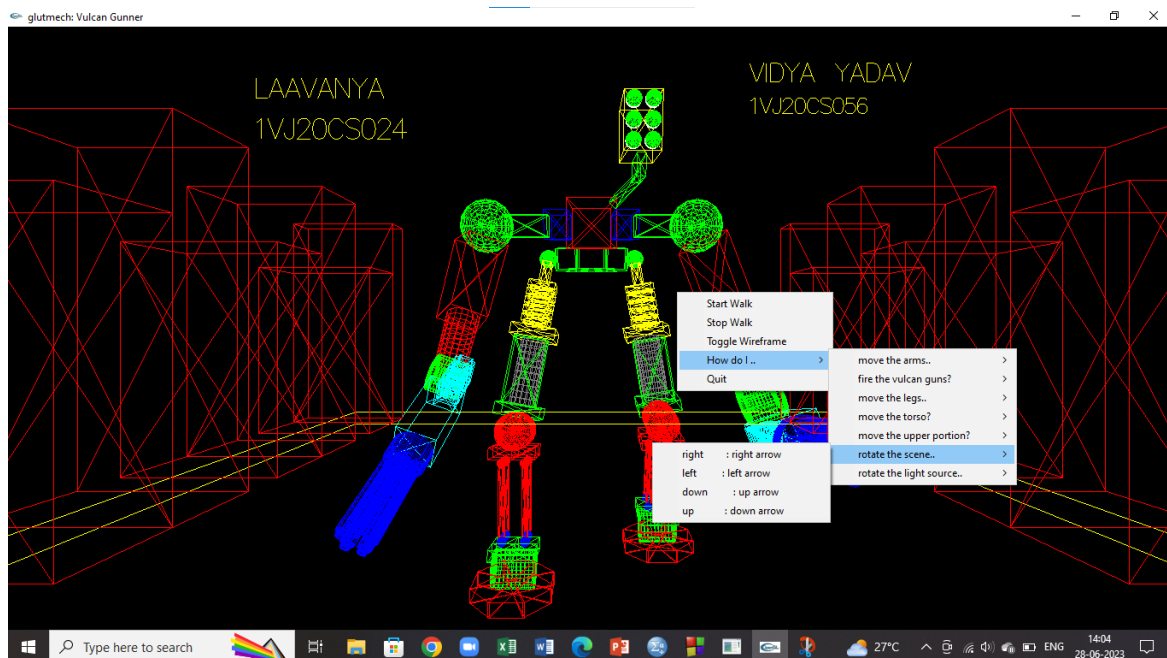 glutmech: Vulcan Gunner
LAAVANYA
1VJ20CS024
VIDYA YADAV
1VJ20CS056
Start Walk
Stop Walk
Toggle Wireframe
How do I ..
Quit
move the arms..
fire the vulcan guns?
move the legs..
move the torso?
move the upper portion?
rotate the scene..
rotate the light source..
right : right arrow
left : left arrow
down : up arrow
up : down arrow
Type here to search
27°C
ENG
14:04
28-06-2023